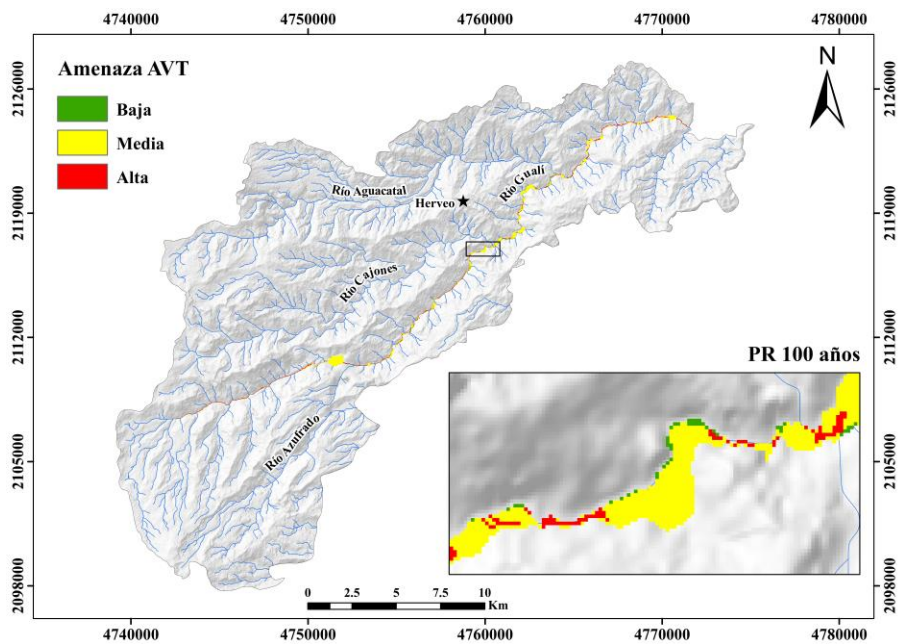 4740000 4750000 4760000 4770000 4780000
2126000 2126000
Amenaza AVT
N
Baja
Media
Alta
Río Aguacatal
Río Gualí
Herveo
2119000 2119000
Río Cajones
2112000 2112000
PR 100 años
Río Azufrado
2105000 2105000
0 2.5 5 7.5 10
Km
2098000 2098000
4740000 4750000 4760000 4770000 4780000